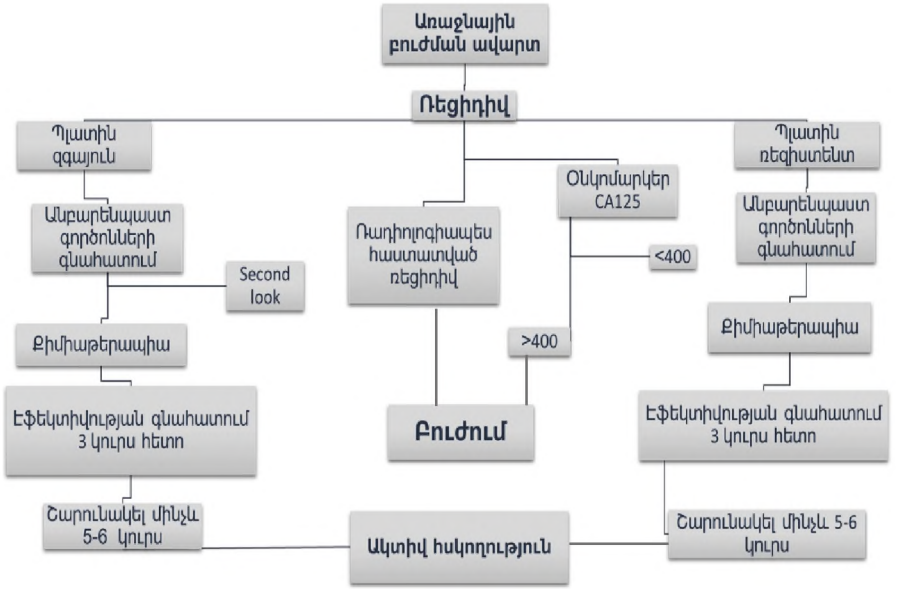 Առաջնային
բուժման ավարտ
Ռեցիդիվ
Պլատին
զգայուն
Անբարենպաստ
գործոնների
գնահատում
Second
look
Քիմիաթերապիա
Էֆեկտիվության գնահատում
3 կուրս հետո
Շարունակել մինչև
5-6 կուրս
Ռադիոլոգիապես
հաստատված
ռեցիդիվ
Օնկոմարկեր
CA125
<400
>400
Բուժում
Պլատին
ռեզիստենտ
Անբարենպաստ
գործոնների
գնահատում
Քիմիաթերապիա
Էֆեկտիվության գնահատում
3 կուրս հետո
Շարունակել մինչև 5-6
կուրս
Ակտիվ հսկողություն